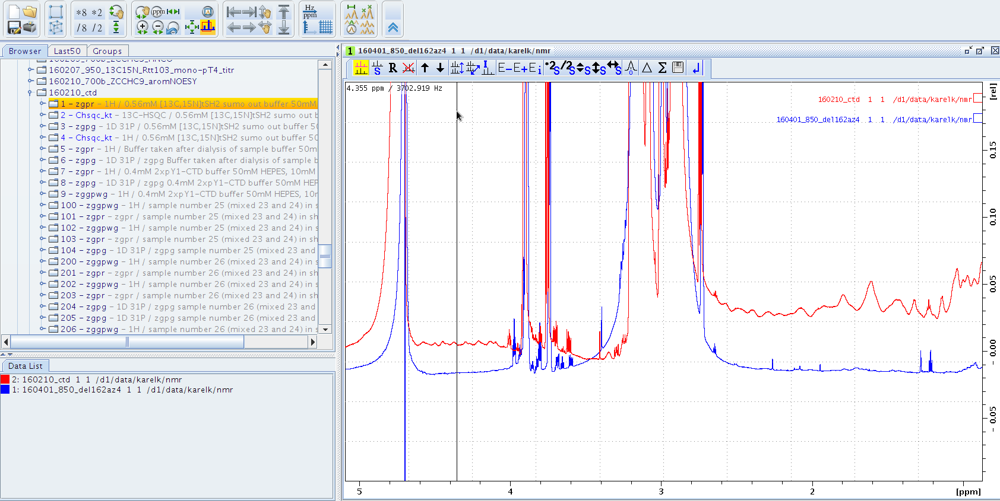 *8 *2
/8 /2
ppm
Hz
ppm
Browser Last50 Groups
160207_950_13C15N_Rtt103_mono-pT4_titr
160210_700b_ZCCHC9_aromNOESY
160210_ctd
1 - zgpr - 1H / 0.56mM [13C,15N]tSH2 sumo out buffer 50mM
2 - Chsqc_kt - 13C-HSQC / 0.56mM [13C,15N]tSH2 sumo out b
3 - zgpg - 1D 31P / 0.56mM [13C,15N]tSH2 sumo out buffer 50
4 - Chsqc_kt - 1H / 0.56mM [13C,15N]tSH2 sumo out buffer 50
5 - zgpr - 1H / Buffer taken after dialysis of sample buffer 50m
6 - zgpg - 1D 31P / zgpg Buffer taken after dialysis of sample b
7 - zgpr - 1H / 0.4mM 2xpY1-CTD buffer 50mM HEPES, 10mM
8 - zgpg - 1D 31P / zgpg 0.4mM 2xpY1-CTD buffer 50mM HEP
9 - zggpwg - 1H / 0.4mM 2xpY1-CTD buffer 50mM HEPES, 10m
100 - zggpwg - 1H / sample number 25 (mixed 23 and 24) in s
101 - zgpr - zgpr / sample number 25 (mixed 23 and 24) in sh
102 - zggpwg - 1H / sample number 25 (mixed 23 and 24) in s
103 - zgpr - zgpr / sample number 25 (mixed 23 and 24) in sh
104 - zgpg - 1D 31P / zgpg sample number 25 (mixed 23 and
200 - zggpwg - 1H / sample number 26 (mixed 23 and 24) in s
201 - zgpr - zgpr / sample number 26 (mixed 23 and 24) in sh
202 - zggpwg - 1H / sample number 26 (mixed 23 and 24) in s
203 - zgpr - zgpr / sample number 26 (mixed 23 and 24) in sh
204 - zgpg - 1D 31P / zgpg sample number 26 (mixed 23 and
205 - zgpg - 1D 31P / zgpg sample number 26 (mixed 23 and
206 - zggpwg - 1H / sample number 26 (mixed 23 and 24) in s
Data List
2: 160210_ctd 1 1 /d1/data/karelk/nmr
1: 160401_850_del162az4 1 1 /d1/data/karelk/nmr
1 160401_850_del162az4 1 1 /d1/data/karelk/nmr
S R E- E+ Ei *2S /2S S S S Σ
4.355 ppm / 3702.919 Hz
160210_ctd 1 1 /d1/data/karelk/nmr
160401_850_del162az4 1 1 /d1/data/karelk/nmr
[rel]
0.15
0.10
0.05
- 0.00
- 0.05
5 4 3 2 [ppm]